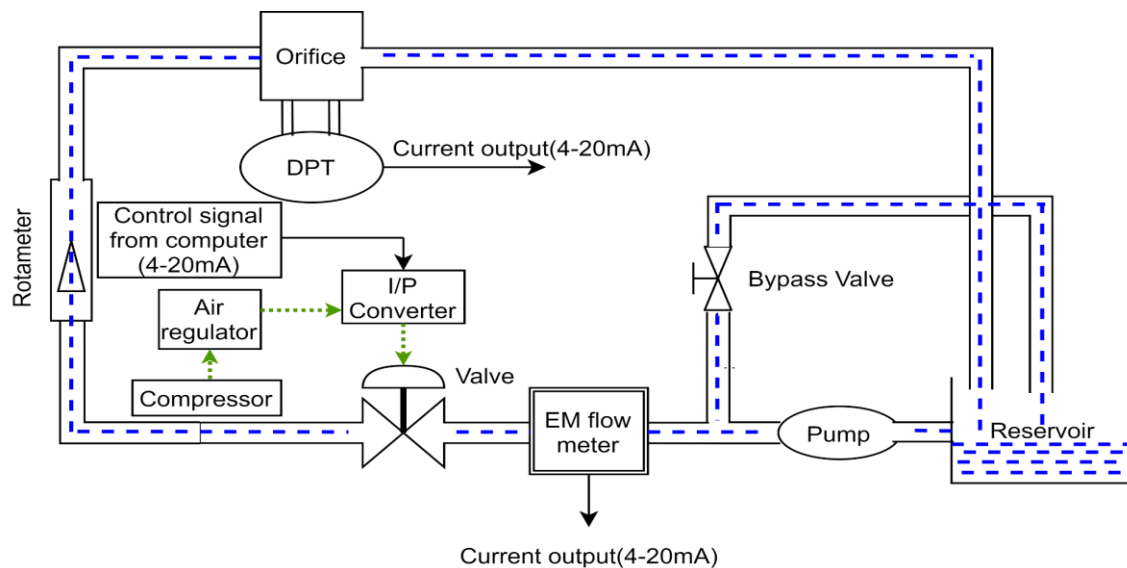 Orifice
DPT
Current output(4-20mA)
Rotameter
Control signal
from computer
(4-20mA)
I/P
Converter
Bypass Valve
Air
regulator
Compressor
Valve
EM flow
meter
Pump
Reservoir
Current output(4-20mA)